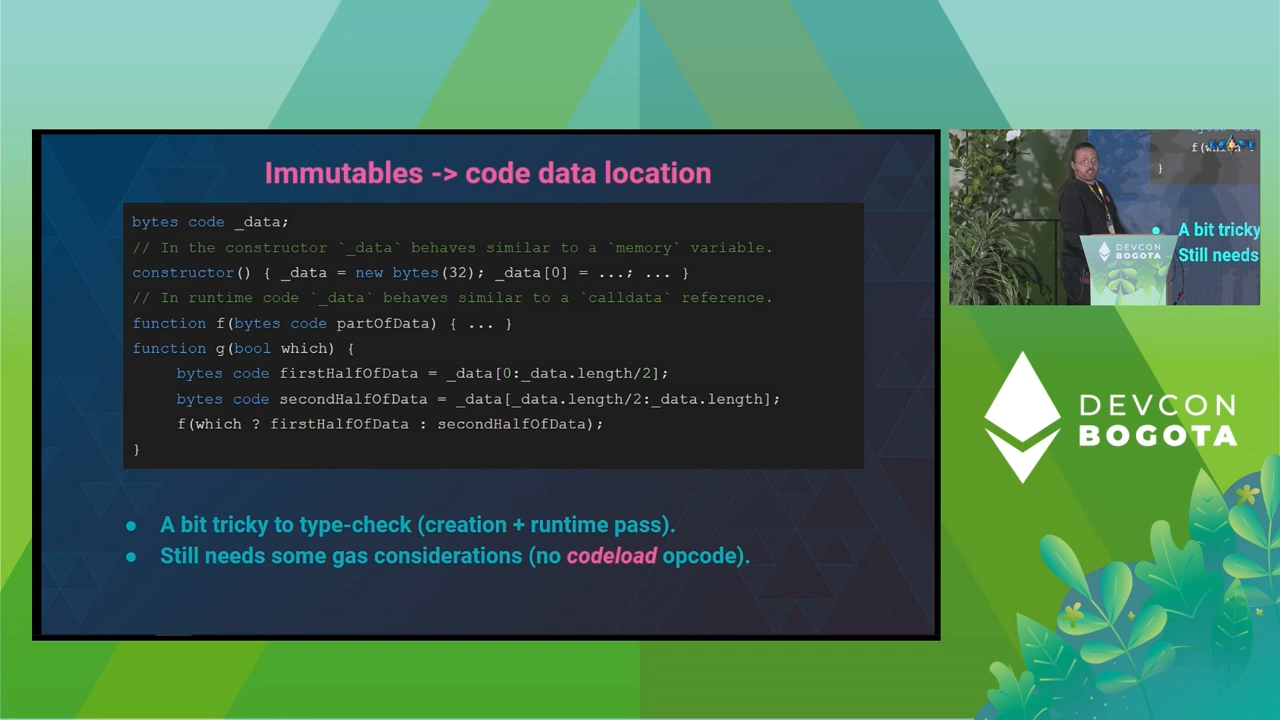 Immutables -> code data location
bytes code _data;
// In the constructor `_data` behaves similar to a `memory` variable.
constructor() { _data = new bytes(32); _data[0] = ...; ... }
// In runtime code `_data` behaves similar to a `calldata` reference.
function f(bytes code partOfData) { ... }
function g(bool which) {
bytes code firstHalfOfData = _data[0:_data.length/2];
bytes code secondHalfOfData = _data[_data.length/2:_data.length];
f(which ? firstHalfOfData : secondHalfOfData);
}
● A bit tricky to type-check (creation + runtime pass).
● Still needs some gas considerations (no codeload opcode).
}
● A bit tricky
Still needs
DEVCON
BOGOTA
DEVCON
BOGOTA